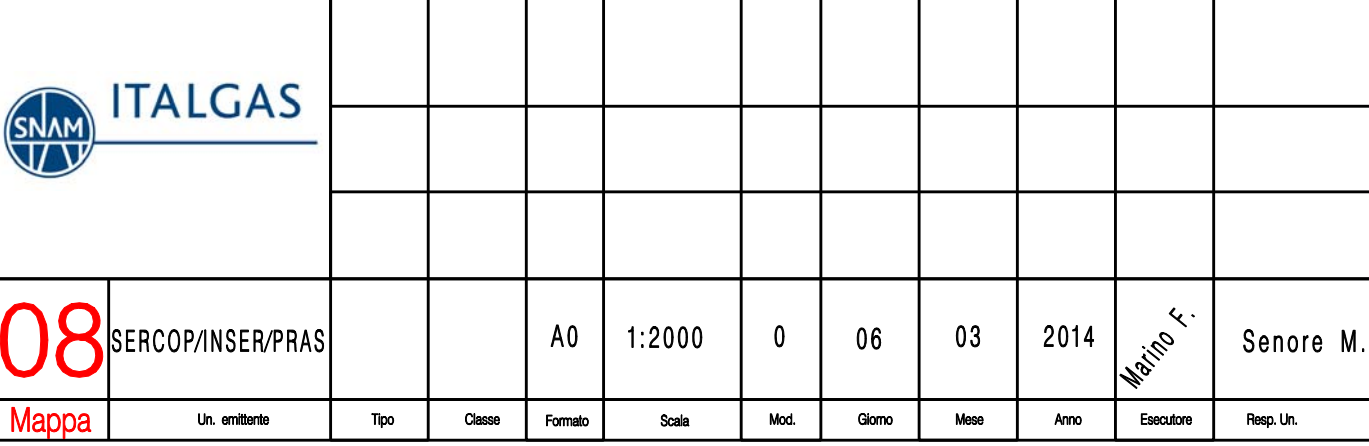 SNAM
ITALGAS
08 SERCOP/INSER/PRAS A0 1:2000 0 06 03 2014 Marino F. Senore M.
Mappa Un. emittente Tipo Classe Formato Scala Mod. Giorno Mese Anno Esecutore Resp. Un.